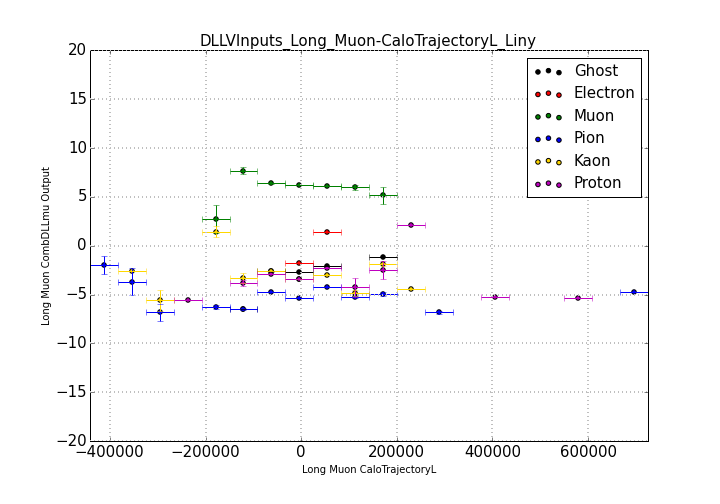 DLLVInputs_Long_Muon-CaloTrajectoryL_Liny
20
15
10
5
0
−5
−10
−15
−20
Long Muon CombDLLmu Output
Ghost
Electron
Muon
Pion
Kaon
Proton
−400000 −200000 0 200000 400000 600000
Long Muon CaloTrajectoryL